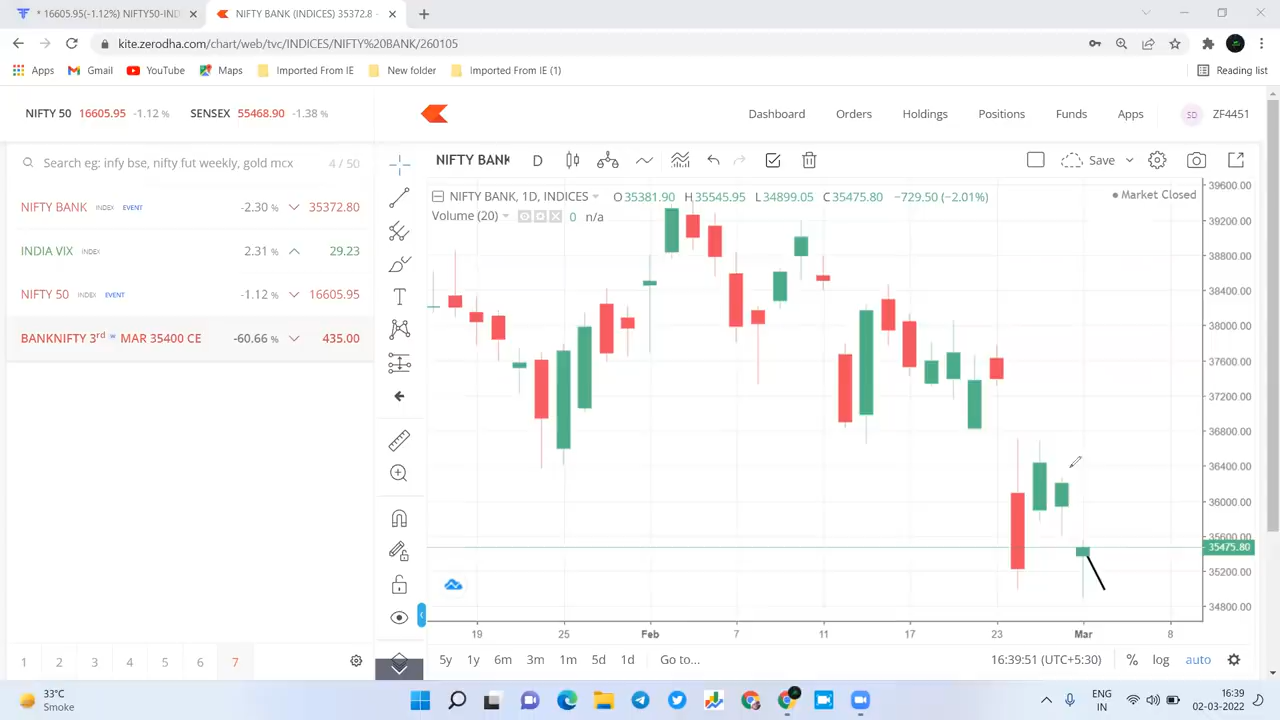 * 16605.95(-1.12%) NIFTY50-IND
NIFTY BANK (INDICES) 35372.8 -
kite.zerodha.com/chart/web/tvc/INDICES/NIFTY%20BANK/260105
Apps Gmail YouTube Maps Imported From IE New folder Imported From IE (1) Reading list
NIFTY 50 16605.95 -1.12 % SENSEX 55468.90 -1.38 %
Dashboard Orders Holdings Positions Funds Apps SD ZF4451
Search eg: infy bse, nifty fut weekly, gold mcx 4 / 50
NIFTY BANK INDEX EVENT -2.30 % 35372.80
INDIA VIX INDEX 2.31 % 29.23
NIFTY 50 INDEX EVENT -1.12 % 16605.95
BANKNIFTY 3rd w MAR 35400 CE -60.66 % 435.00
1 2 3 4 5 6 7
NIFTY BANK D Save
NIFTY BANK, 1D, INDICES O35381.90 H35545.95 L34899.05 C35475.80 −729.50 (−2.01%)
Market Closed
Volume (20) 0 n/a
39600.00
39200.00
38800.00
38400.00
38000.00
37600.00
37200.00
36800.00
36400.00
36000.00
35600.00
35475.80
35200.00
34800.00
19 25 Feb 7 11 17 23 Mar 8
5y 1y 6m 3m 1m 5d 1d Go to... 16:39:51 (UTC+5:30) % log auto
33°C
Smoke
ENG
IN
16:39
02-03-2022